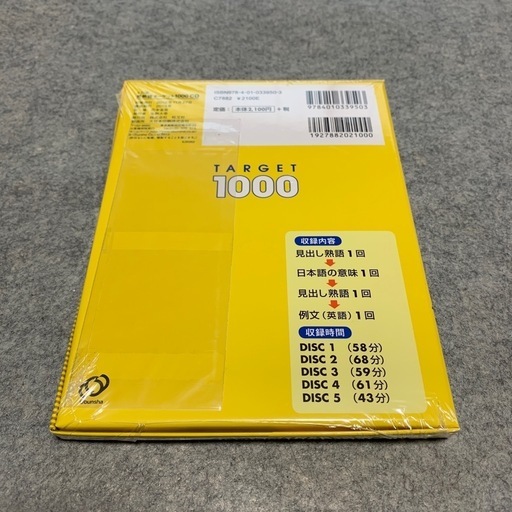 ISBN978-4-01-033950-3
C7882 ¥2100E
定価: 本体2,100円 +税
9784010339503
1927882021000
TARGET
1000
収録内容
見出し熟語 1回
日本語の意味 1回
見出し熟語 1回
例文（英語）1回
収録時間
DISC 1 （58分）
DISC 2 （68分）
DISC 3 （59分）
DISC 4 （61分）
DISC 5 （43分）
Obunsha